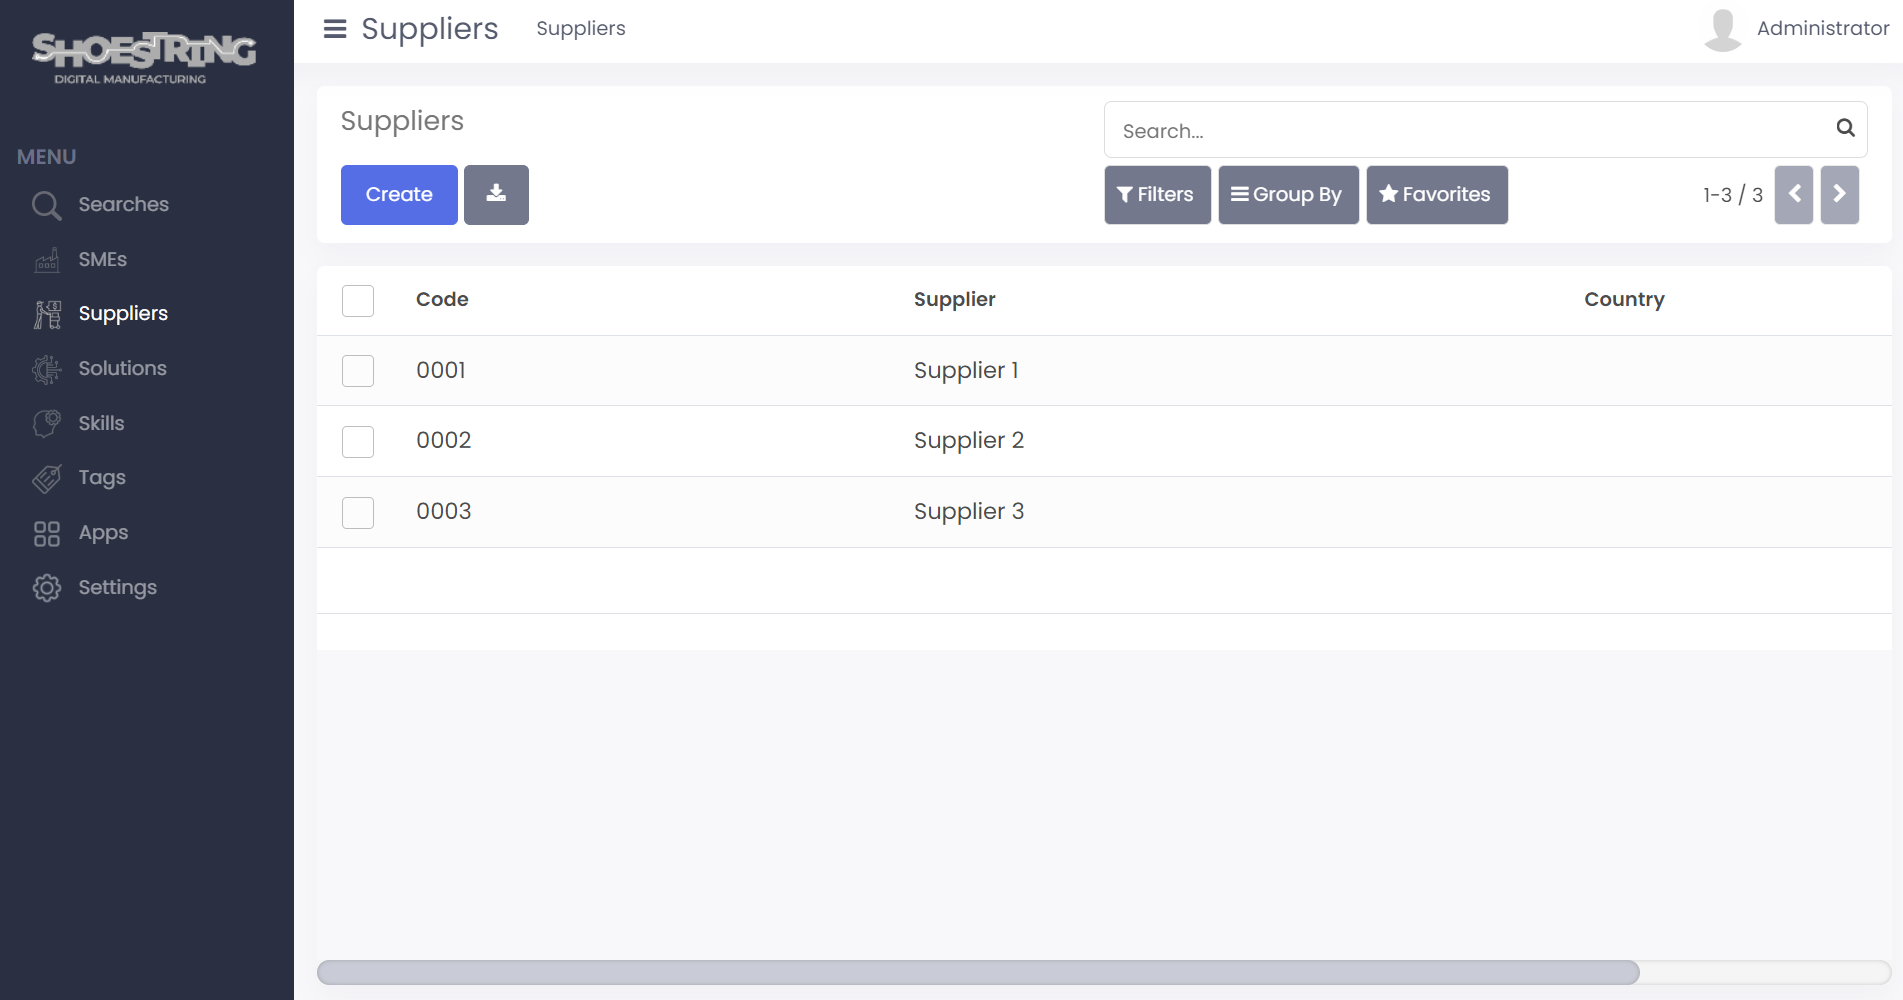 SHOESTRING
DIGITAL MANUFACTURING
MENU
Searches
SMEs
Suppliers
Solutions
Skills
Tags
Apps
Settings
Suppliers Suppliers Administrator
Suppliers
Search...
Create
Filters Group By Favorites 1-3 / 3
Code Supplier Country
0001 Supplier 1
0002 Supplier 2
0003 Supplier 3